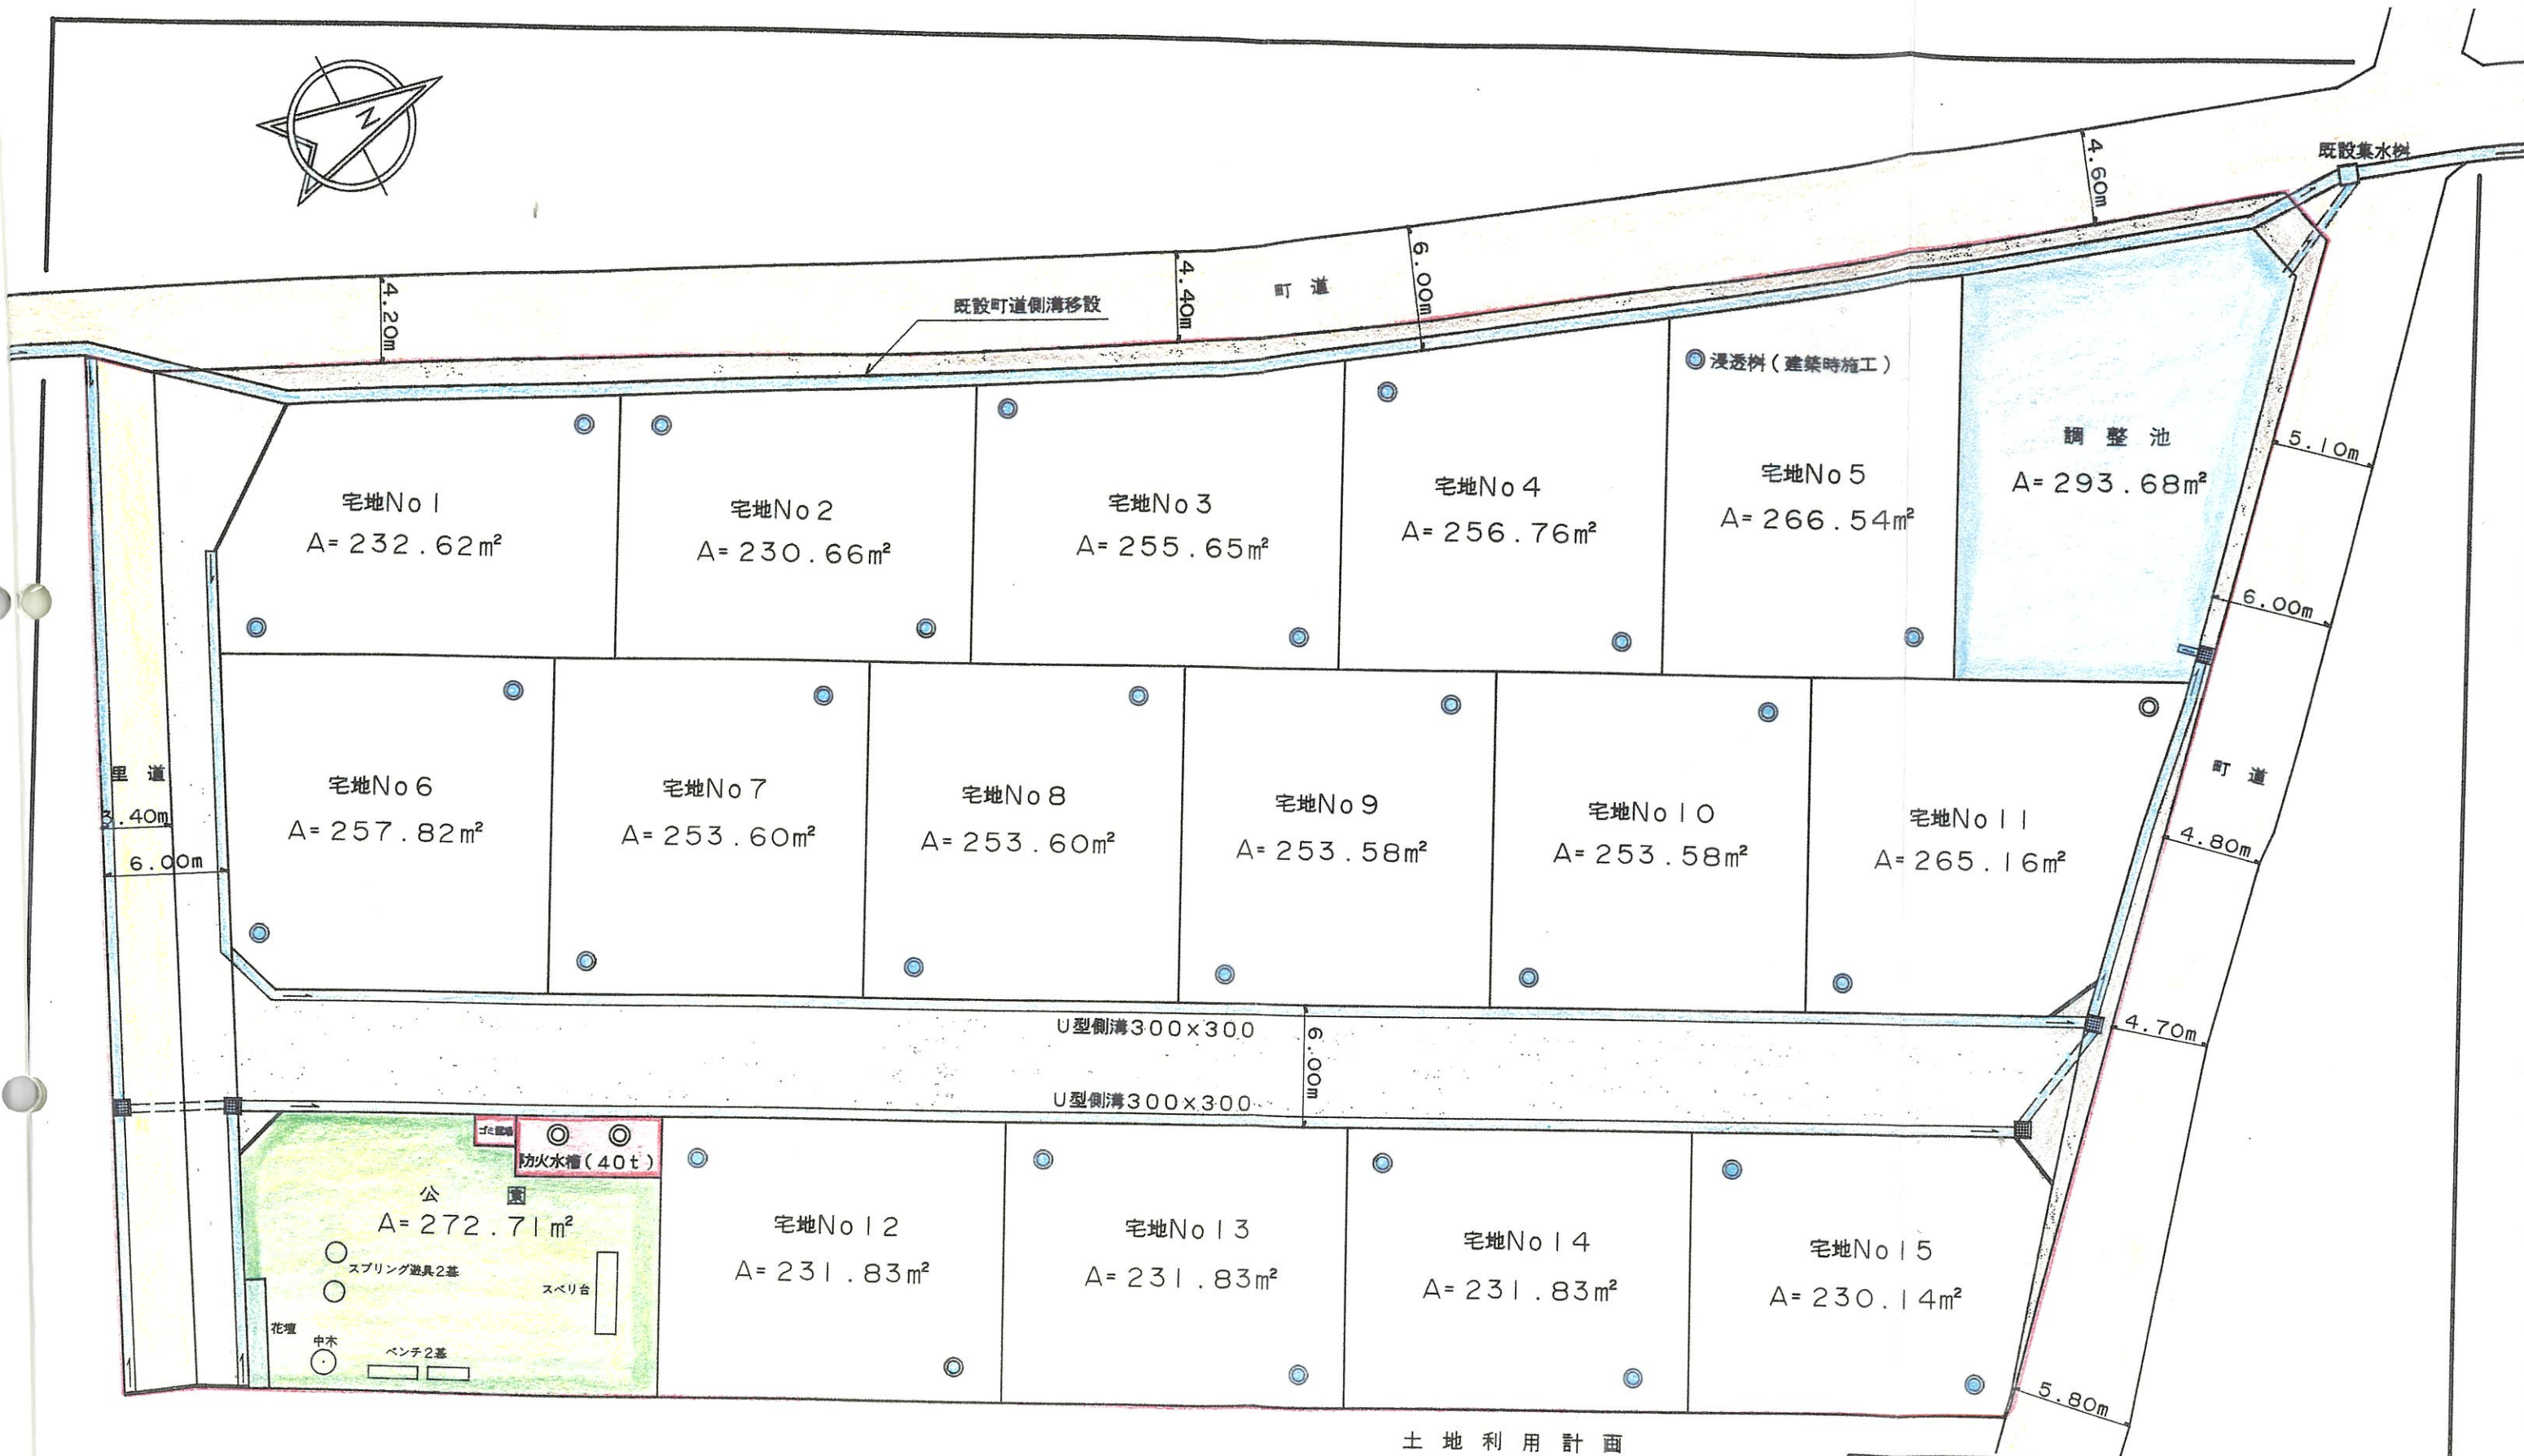 N
既設集水桝
4.60m
4.20m
4.40m
6.00m
町道
既設町道側溝移設
浸透桝(建築時施工)
宅地No1
A=232.62㎡
宅地No2
A=230.66㎡
宅地No3
A=255.65㎡
宅地No4
A=256.76㎡
宅地No5
A=266.54㎡
調整池
A=293.68㎡
5.10m
6.00m
町道
4.80m
4.70m
5.80m
里道
3.40m
6.00m
宅地No6
A=257.82㎡
宅地No7
A=253.60㎡
宅地No8
A=253.60㎡
宅地No9
A=253.58㎡
宅地No10
A=253.58㎡
宅地No11
A=265.16㎡
U型側溝300×300
6.00m
U型側溝300×300
防火水槽(40t)
公園
A=272.71㎡
スプリング遊具2基
スベリ台
花壇
中木
ベンチ2基
宅地No12
A=231.83㎡
宅地No13
A=231.83㎡
宅地No14
A=231.83㎡
宅地No15
A=230.14㎡
土地利用計画